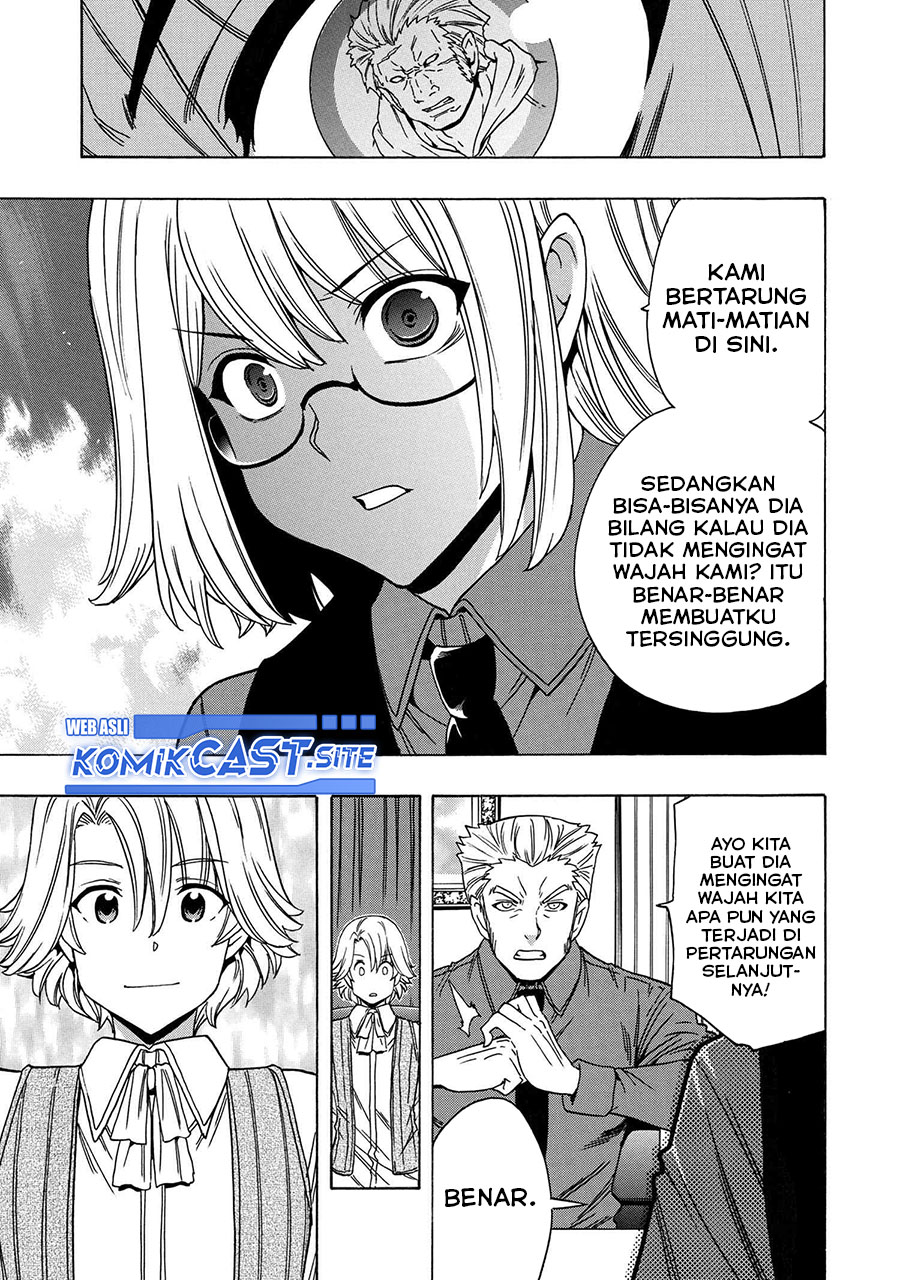 KAMI
BERTARUNG
MATI-MATIAN
DI SINI.
SEDANGKAN
BISA-BISANYA DIA
BILANG KALAU DIA
TIDAK MENGINGAT
WAJAH KAMI? ITU
BENAR-BENAR
MEMBUATKU
TERSINGGUNG.
WEB ASLI
KOMIKCAST.SITE
AYO KITA
BUAT DIA
MENGINGAT
WAJAH KITA
APA PUN YANG
TERJADI DI
PERTARUNGAN
SELANJUT-
NYA!
BENAR.